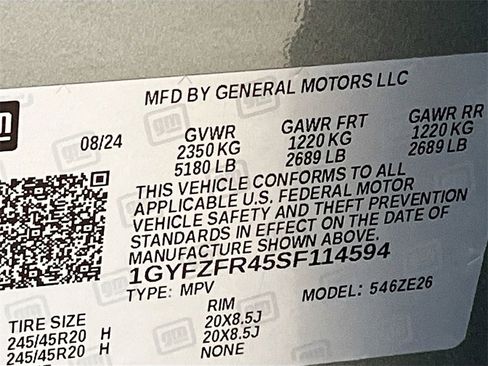 MFD BY GENERAL MOTORS LLC
gm
08/24 GVWR GAWR FRT GAWR RR
2350 KG 1220 KG 1220 KG
5180 LB 2689 LB 2689 LB
THIS VEHICLE CONFORMS TO ALL
APPLICABLE U.S. FEDERAL MOTOR
VEHICLE SAFETY AND THEFT PREVENTION
STANDARDS IN EFFECT ON THE DATE OF
MANUFACTURE SHOWN ABOVE.
1GYFZFR45SF114594
TYPE: MPV MODEL: 546ZE26
TIRE SIZE RIM
245/45R20 H 20X8.5J
245/45R20 H 20X8.5J
NONE